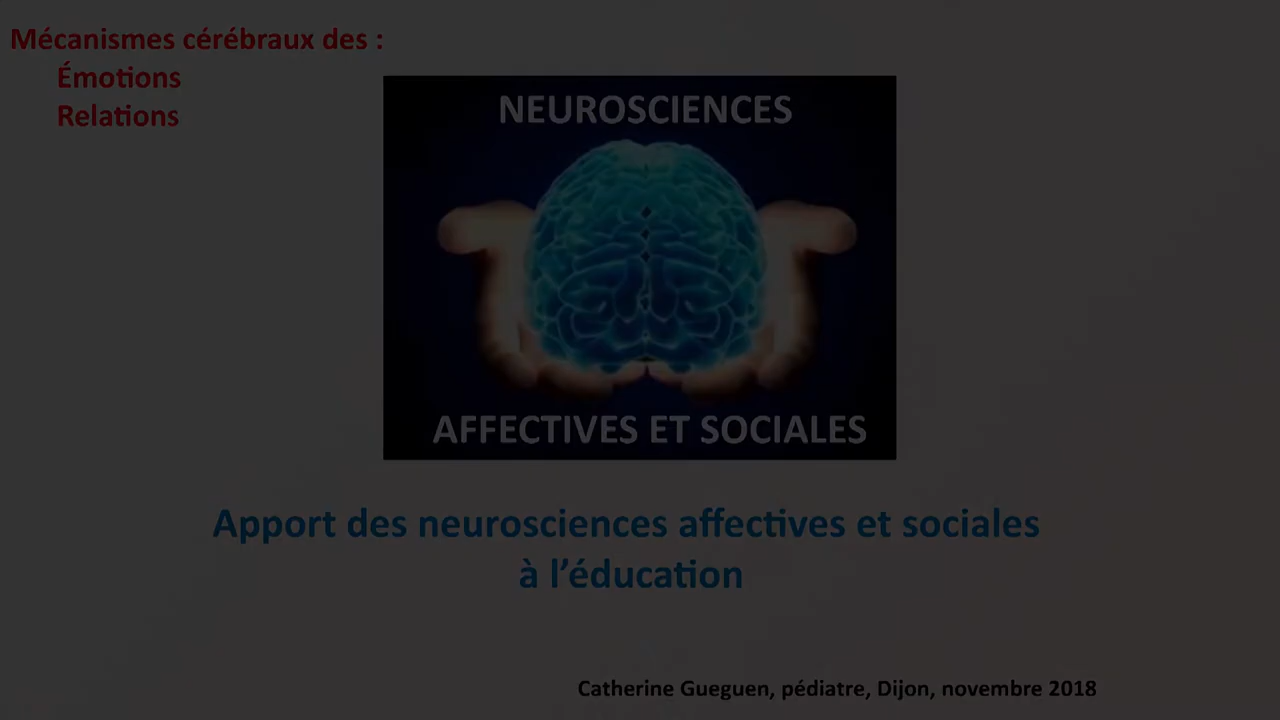 Mécanismes cérébraux des :
Émotions
Relations
NEUROSCIENCES
AFFECTIVES ET SOCIALES
Apport des neurosciences affectives et sociales
à l’éducation
Catherine Gueguen, pédiatre, Dijon, novembre 2018